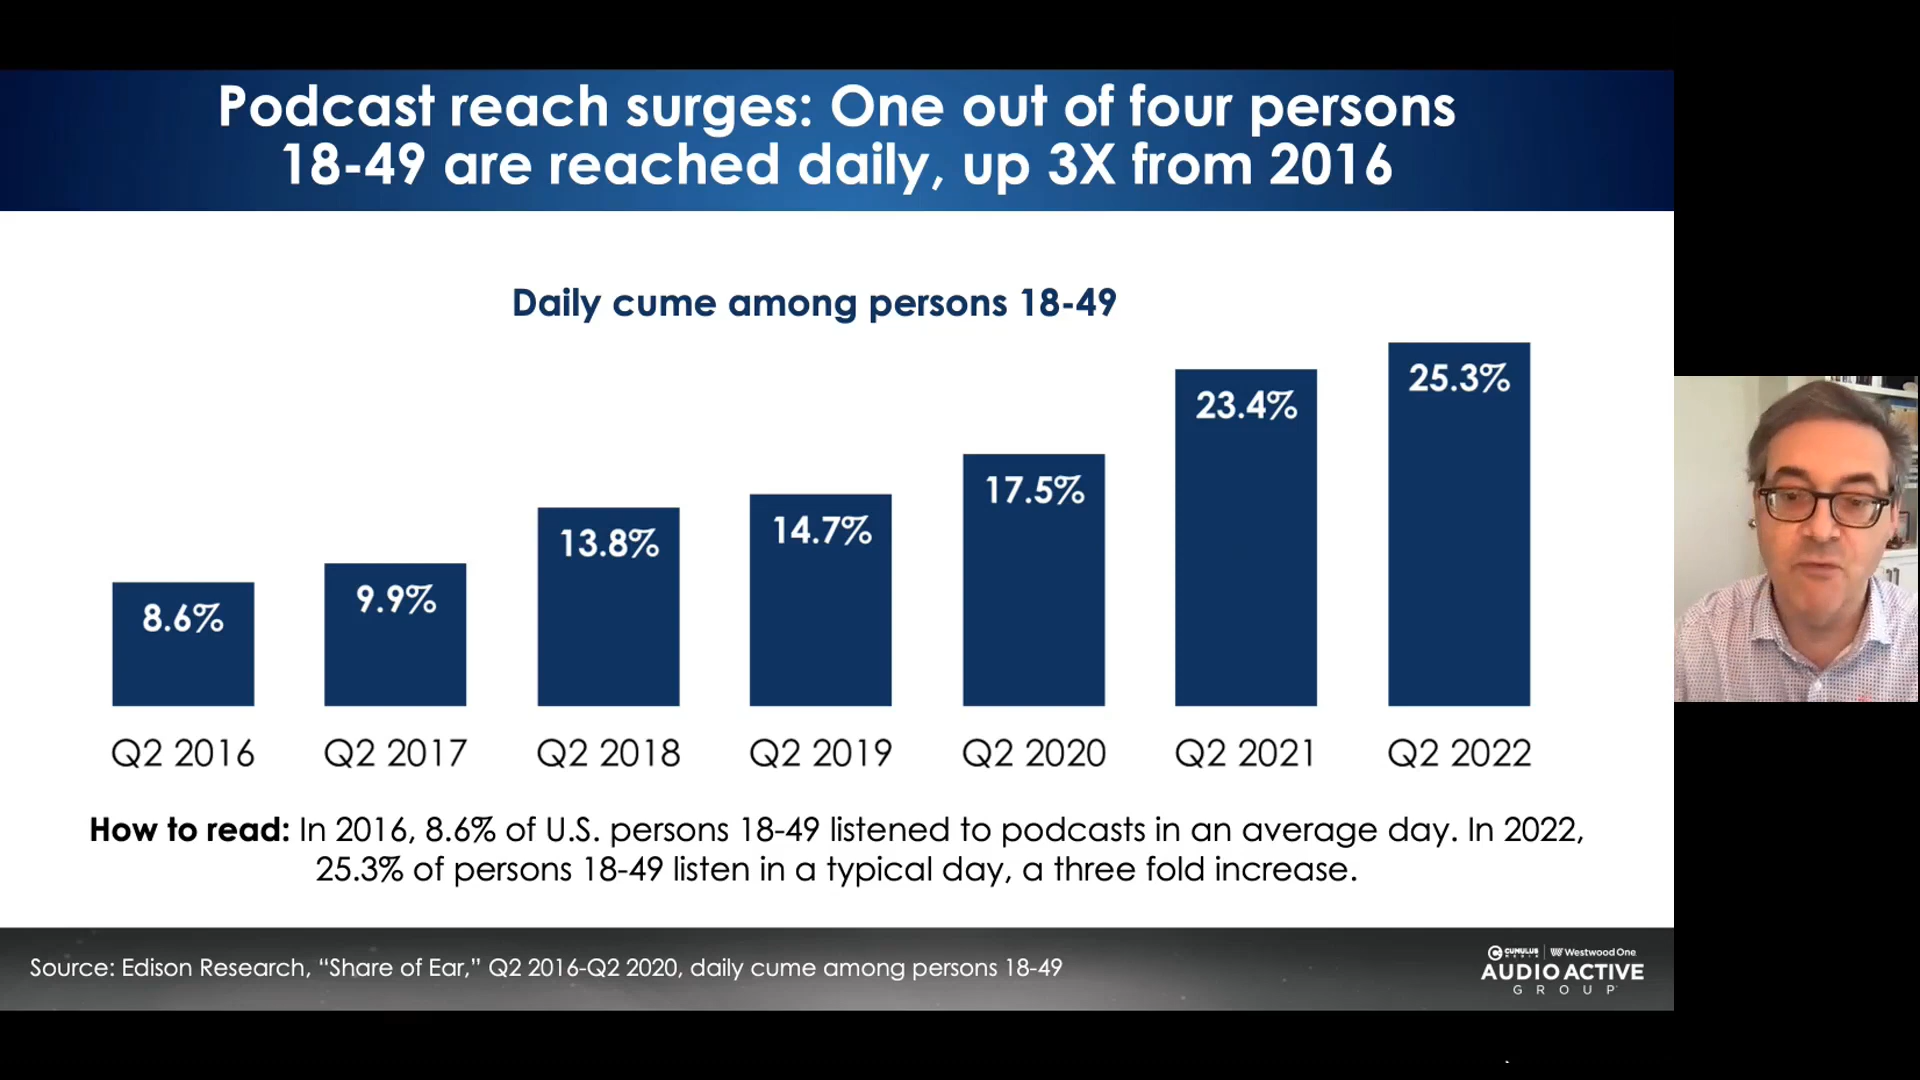 Podcast reach surges: One out of four persons
18-49 are reached daily, up 3X from 2016
Daily cume among persons 18-49
8.6%
9.9%
13.8%
14.7%
17.5%
23.4%
25.3%
Q2 2016
Q2 2017
Q2 2018
Q2 2019
Q2 2020
Q2 2021
Q2 2022
How to read: In 2016, 8.6% of U.S. persons 18-49 listened to podcasts in an average day. In 2022,
25.3% of persons 18-49 listen in a typical day, a three fold increase.
Source: Edison Research, “Share of Ear,” Q2 2016-Q2 2020, daily cume among persons 18-49
CUMULUS MEDIA | Westwood One
AUDIO ACTIVE
GROUP